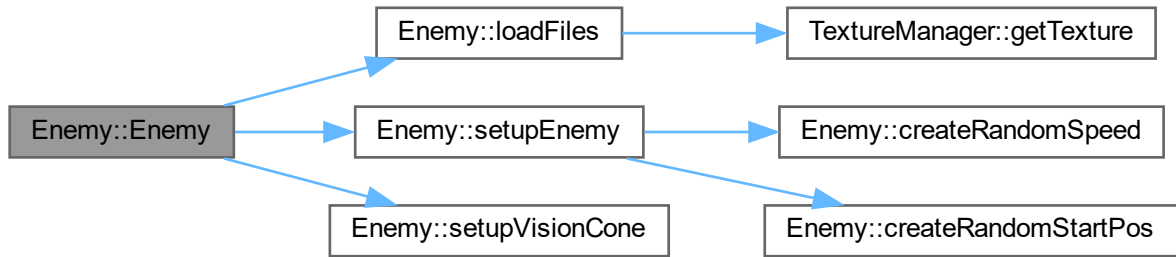 Enemy::Enemy
Enemy::loadFiles
TextureManager::getTexture
Enemy::setupEnemy
Enemy::createRandomSpeed
Enemy::createRandomStartPos
Enemy::setupVisionCone